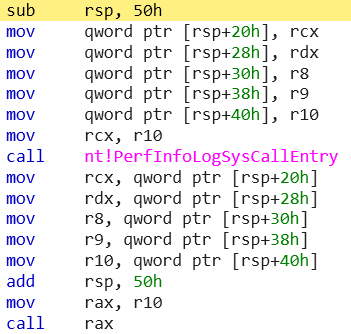 sub rsp, 50h
mov qword ptr [rsp+20h], rcx
mov qword ptr [rsp+28h], rdx
mov qword ptr [rsp+30h], r8
mov qword ptr [rsp+38h], r9
mov qword ptr [rsp+40h], r10
mov rcx, r10
call nt!PerfInfoLogSysCallEntry
mov rcx, qword ptr [rsp+20h]
mov rdx, qword ptr [rsp+28h]
mov r8, qword ptr [rsp+30h]
mov r9, qword ptr [rsp+38h]
mov r10, qword ptr [rsp+40h]
add rsp, 50h
mov rax, r10
call rax